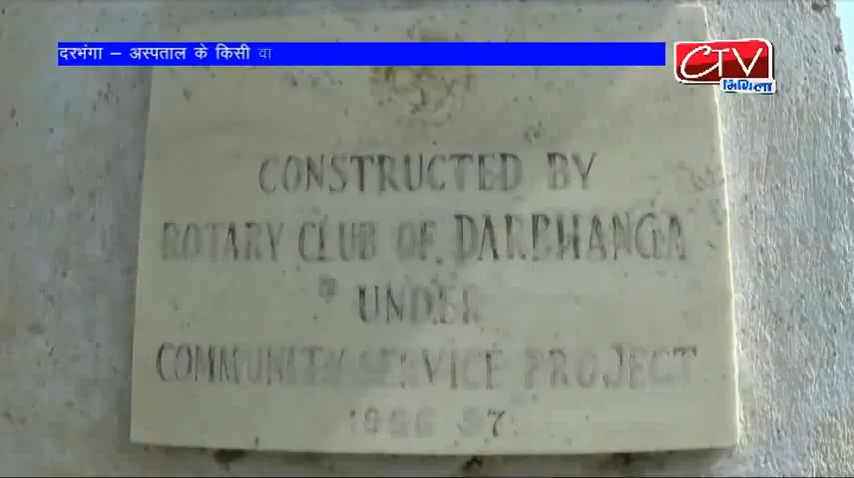 दरभंगा – अस्पताल के किसी वा
CTV
मिथिला
CONSTRUCTED BY
ROTARY CLUB OF DARBHANGA
UNDER
COMMUNITY SERVICE PROJECT